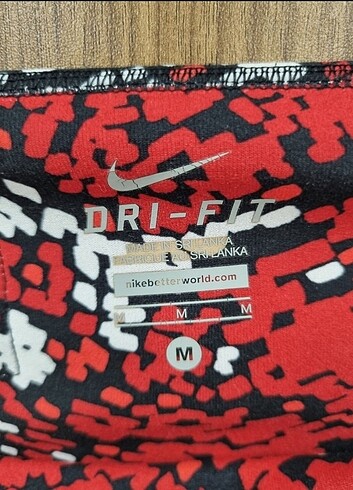 DRI-FIT
MADE IN SRI LANKA
FABRIQUÉ AU SRI LANKA
nikebetterworld.com
M M M
M